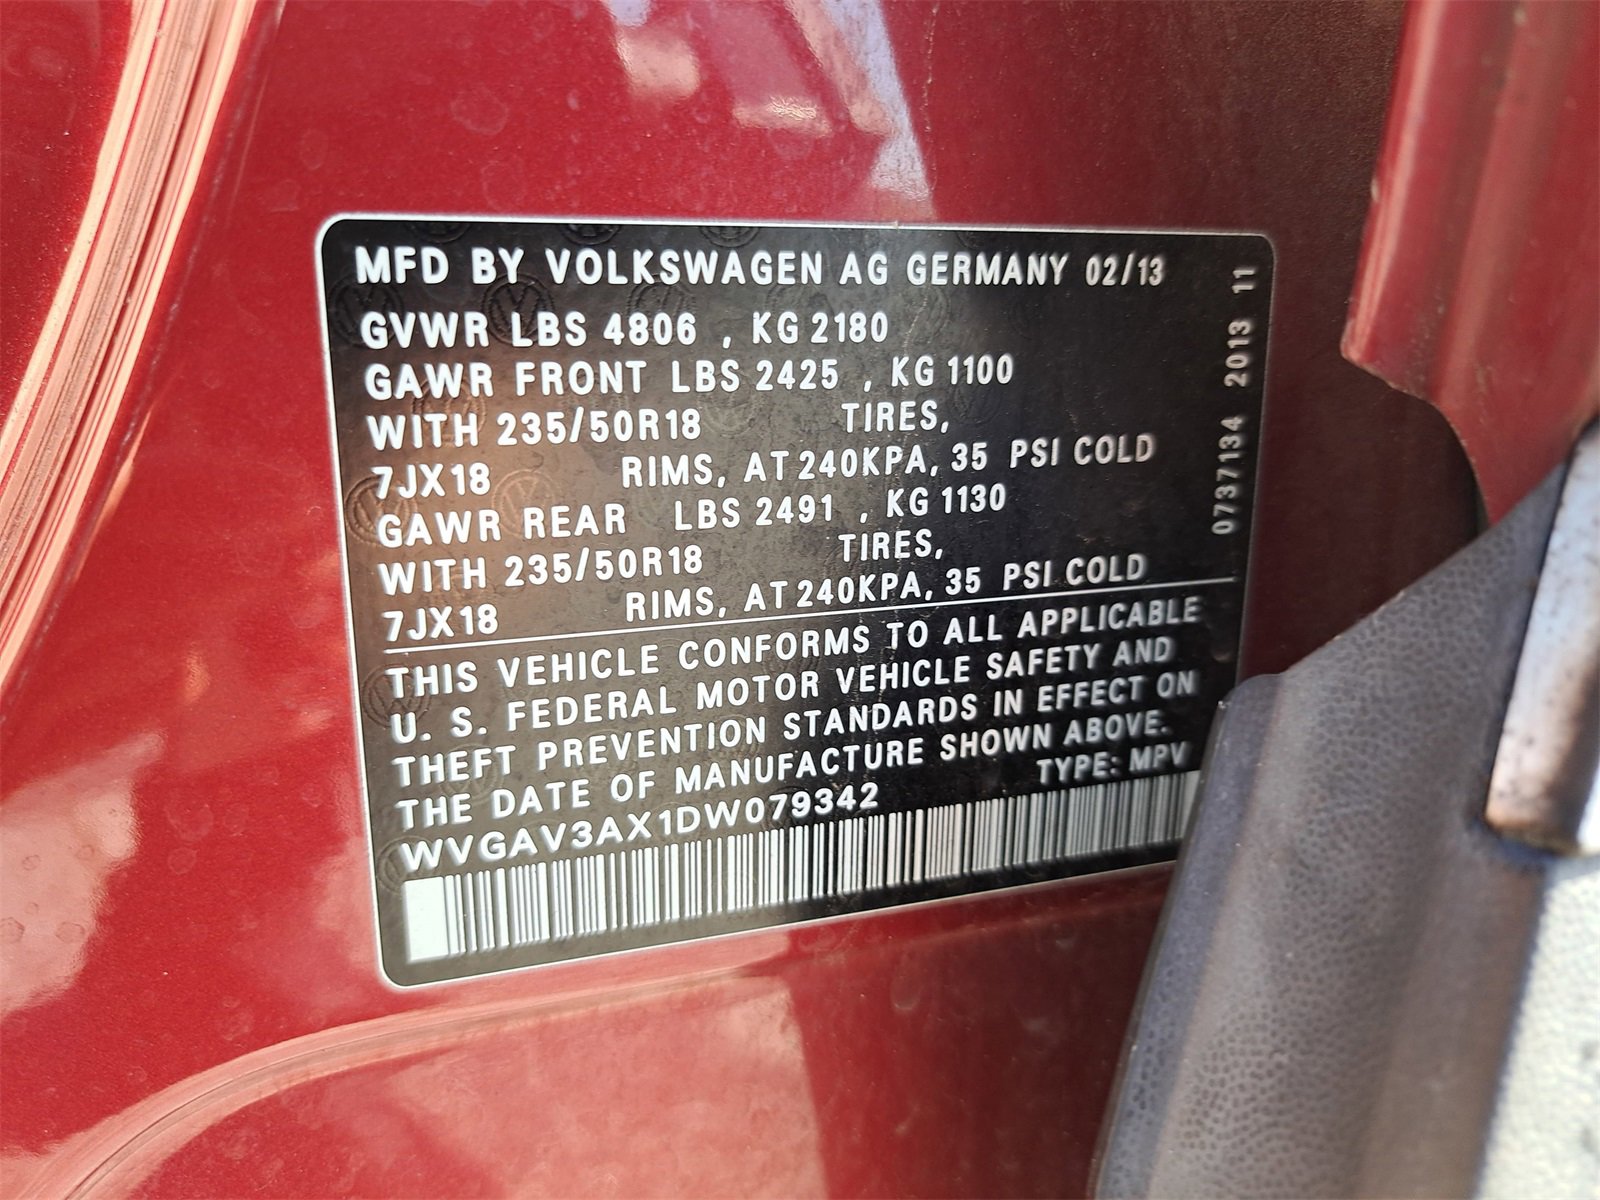 MFD BY VOLKSWAGEN AG GERMANY 02/13
GVWR LBS 4806 , KG 2180
GAWR FRONT LBS 2425 , KG 1100
WITH 235/50R18 TIRES,
7JX18 RIMS, AT 240KPA, 35 PSI COLD
GAWR REAR LBS 2491 , KG 1130
WITH 235/50R18 TIRES,
7JX18 RIMS, AT 240KPA, 35 PSI COLD
THIS VEHICLE CONFORMS TO ALL APPLICABLE
U. S. FEDERAL MOTOR VEHICLE SAFETY AND
THEFT PREVENTION STANDARDS IN EFFECT ON
THE DATE OF MANUFACTURE SHOWN ABOVE.
WVGAV3AX1DW079342 TYPE: MPV
0737134 2013 11